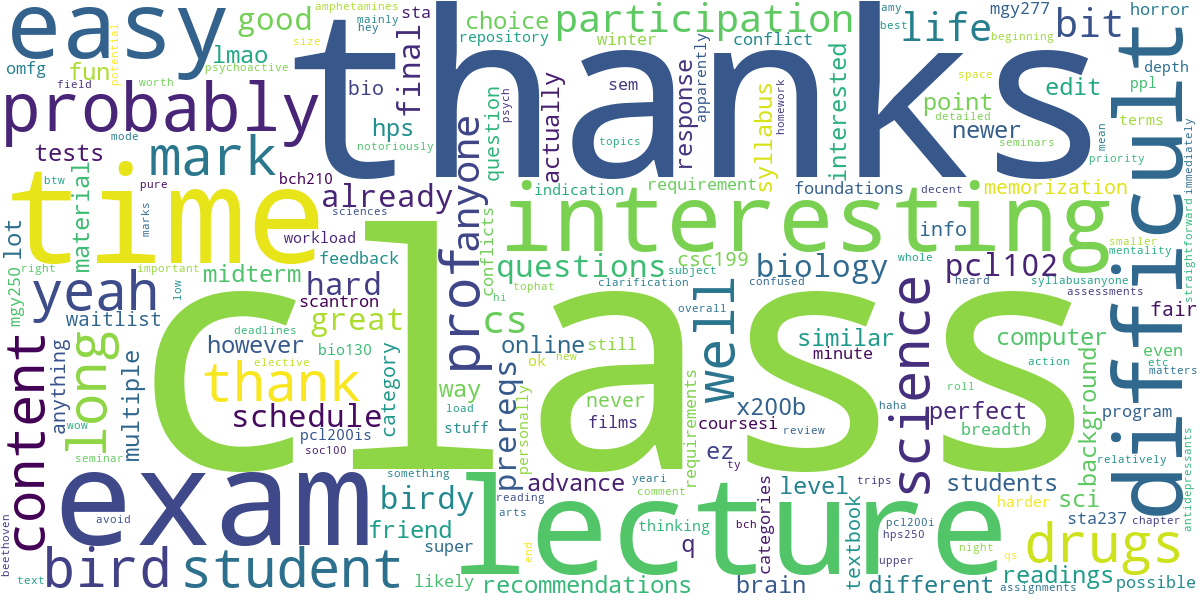 easy
thanks
class
time
interesting
lecture
exam
difficult
probably
participation
good
lmao
omfg
fun
amphetamines
mainly
hey
sta
size
potential
psychoactive
field
worth
mode
bio
final
hps
notoriously
choice
repository
winter
conflict
amy
best
mgy277
beginning
life
bit
horror
depth
ppl
edit
space
detailed
point
newer
seminars
mean
priority
terms
immediately
tests
mark
question
psych
actually
sem
topics
response
apparently
syllabus
homework
interested
btw
pure
bch210
already
sciences
anyone
prof
indication
requirement
foundations
decent
memorization
marks
lot
material
workload
feedback
conflicts
questions
csc199
info
whole
smaller
mentality
straightforward
mgy250
right
important
midterm
hi
tophat
subject
clarification
biology
confused
heard
pcl102
syllabusanyone
assessments
yeah
low
hard
scantron
great
cs
overall
well
similar
minute
science
computer
fair
action
etc
matters
waitlist
deadlines
however
bio130
elective
category
online
still
ok
new
content
anything
long
wow
multiple
thank
schedule
way
load
stuff
prereqs
personally
never
films
requirements
x200b
coursesi
review
haha
roll
perfect
breadth
background
program
relatively
antidepressants
seminar
soc100
pcl200is
ez
ty
something
reading
arts
yeari
comment
advance
level
trips
students
harder
sci
sta237
chapter
avoid
birdy
friend
super
end
thinking
bch
q
categories
textbook
pcl200i
hps250
upper
night
qs
drugs
beethoven
text
bird
student
likely
recommendations
brain
different
readings
assignments
possible
even